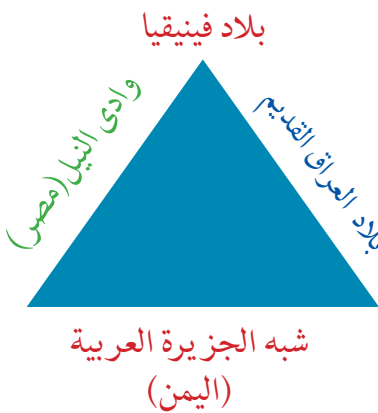 بلاد فينيقيا
وادى النيل (مصر)
بلاد العراق القديم
شبه الجزيرة العربية
(اليمن)